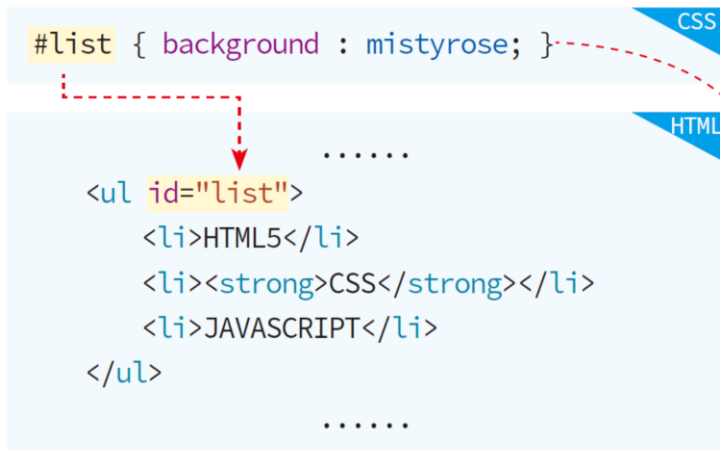 CSS
#list { background : mistyrose; }
HTML
......
<ul id="list">
<li>HTML5</li>
<li><strong>CSS</strong></li>
<li>JAVASCRIPT</li>
</ul>
......